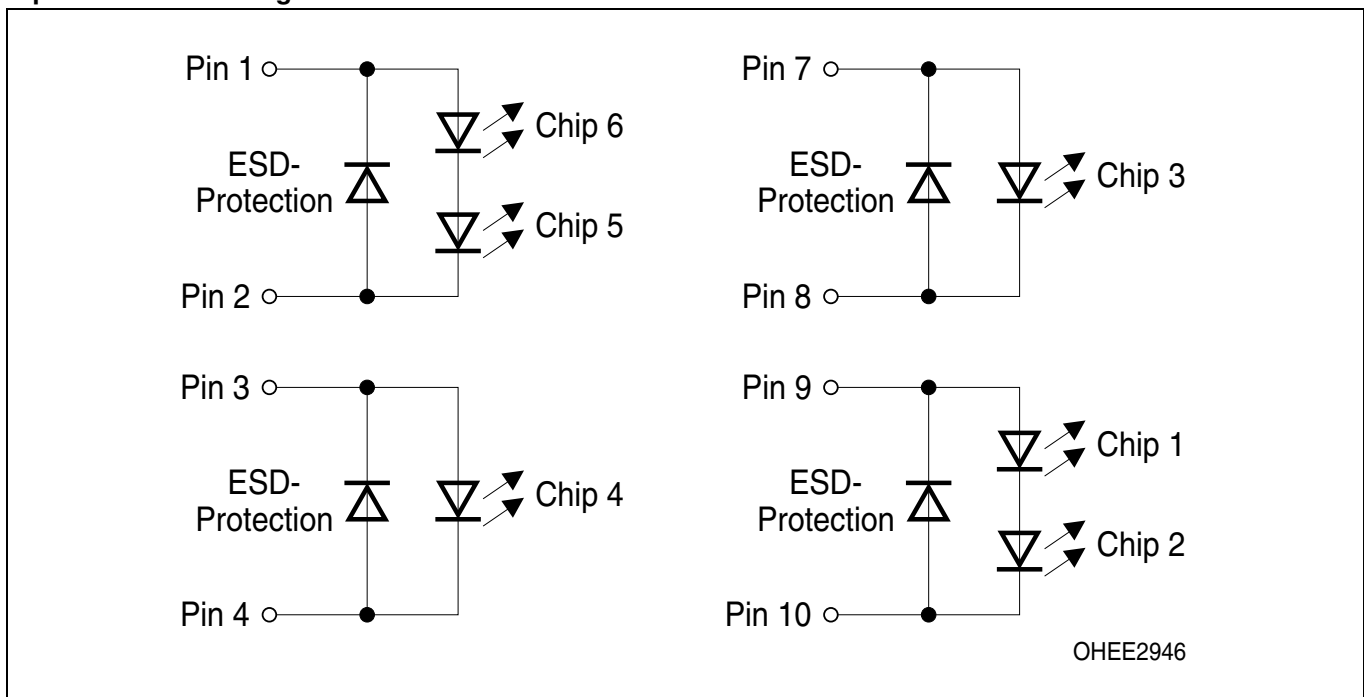 Pin 1
Chip 6
ESD-
Protection
Chip 5
Pin 2
Pin 7
ESD-
Protection
Chip 3
Pin 8
Pin 3
ESD-
Protection
Chip 4
Pin 4
Pin 9
Chip 1
ESD-
Protection
Chip 2
Pin 10
OHEE2946